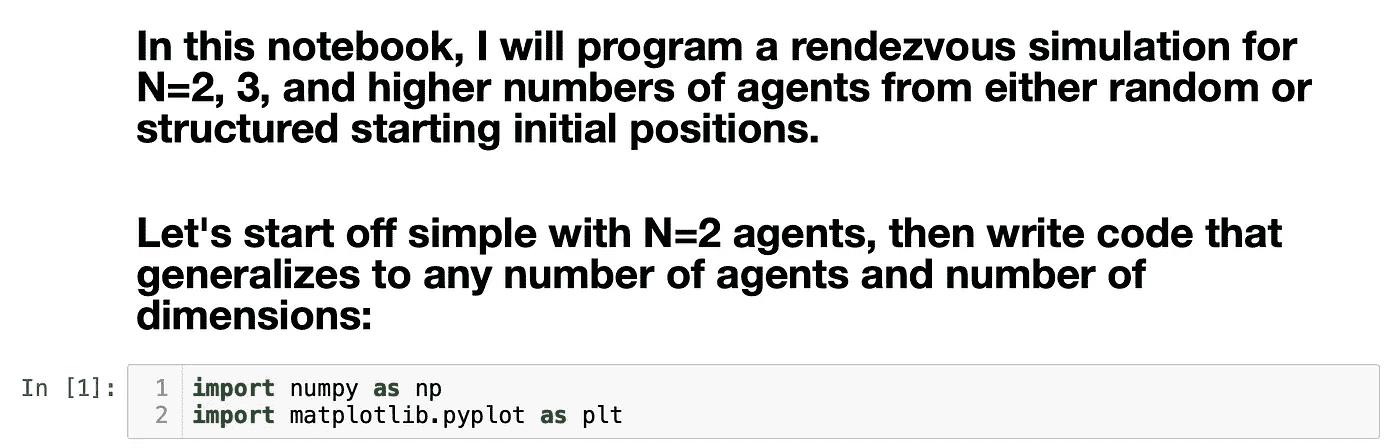 In this notebook, I will program a rendezvous simulation for
N=2, 3, and higher numbers of agents from either random or
structured starting initial positions.
Let's start off simple with N=2 agents, then write code that
generalizes to any number of agents and number of
dimensions:
In [1]: 1 import numpy as np
2 import matplotlib.pyplot as plt